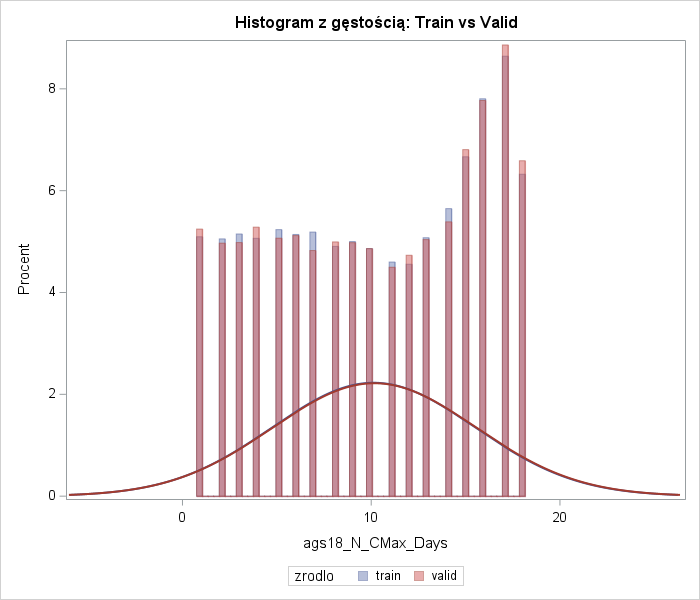 Histogram z gęstością: Train vs Valid
8
6
4
2
0
Procent
0 10 20
ags18_N_CMax_Days
zrodlo train valid